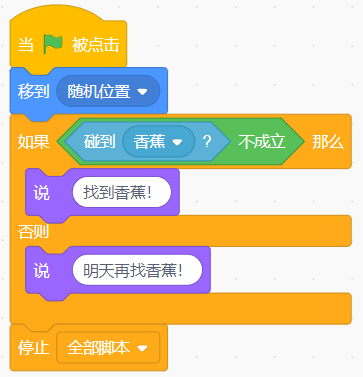 当 被点击
移到 随机位置
如果 碰到 香蕉 ? 不成立 那么
说 找到香蕉!
否则
说 明天再找香蕉!
停止 全部脚本